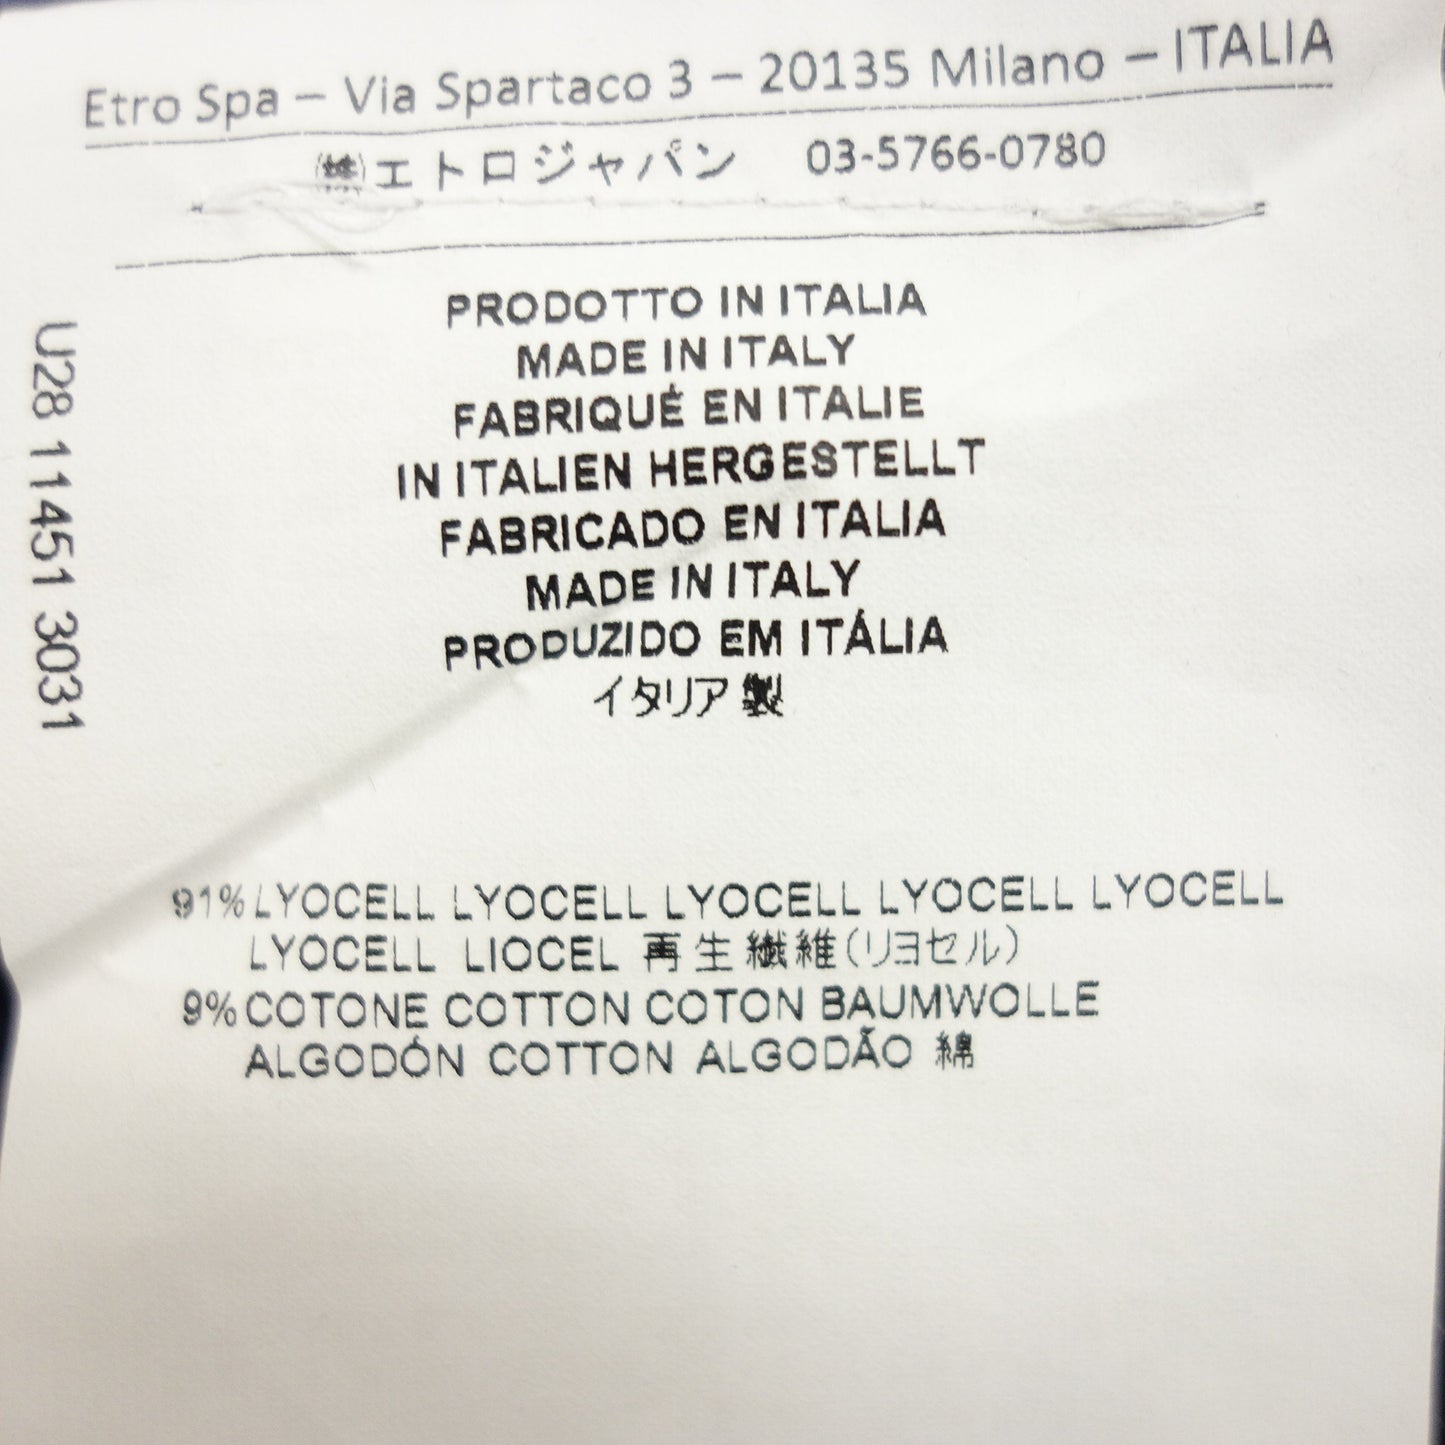 Etro Spa – Via Spartaco 3 – 20135 Milano – ITALIA
㈱エトロジャパン 03-5766-0780
U28 11451 3031
PRODOTTO IN ITALIA
MADE IN ITALY
FABRIQUÉ EN ITALIE
IN ITALIEN HERGESTELLT
FABRICADO EN ITALIA
MADE IN ITALY
PRODUZIDO EM ITÁLIA
イタリア製
91% LYOCELL LYOCELL LYOCELL LYOCELL LYOCELL
LYOCELL LIOCEL 再生繊維(リヨセル)
9% COTONE COTTON COTON BAUMWOLLE
ALGODÓN COTTON ALGODÃO 綿